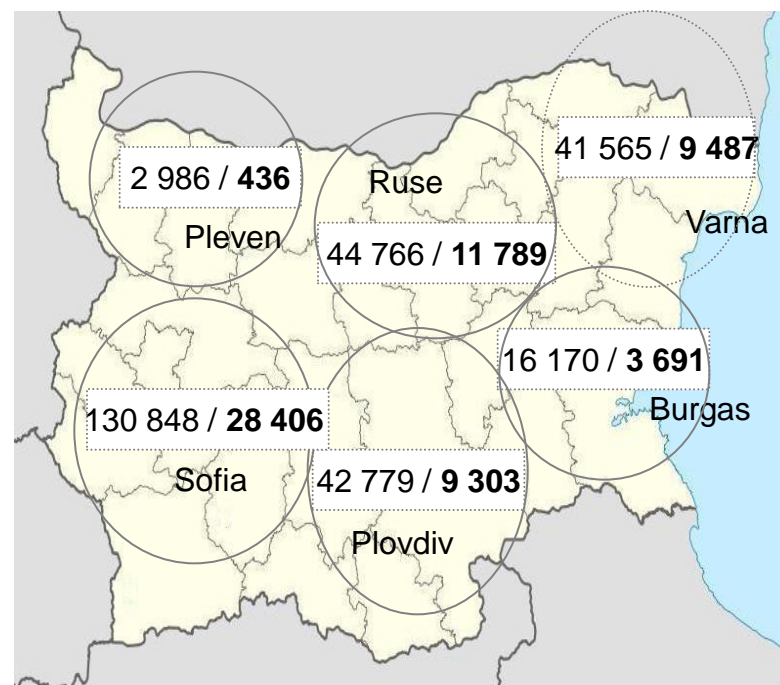 41 565 / 9 487
Varna
2 986 / 436
Pleven
Ruse
44 766 / 11 789
16 170 / 3 691
Burgas
130 848 / 28 406
Sofia
42 779 / 9 303
Plovdiv